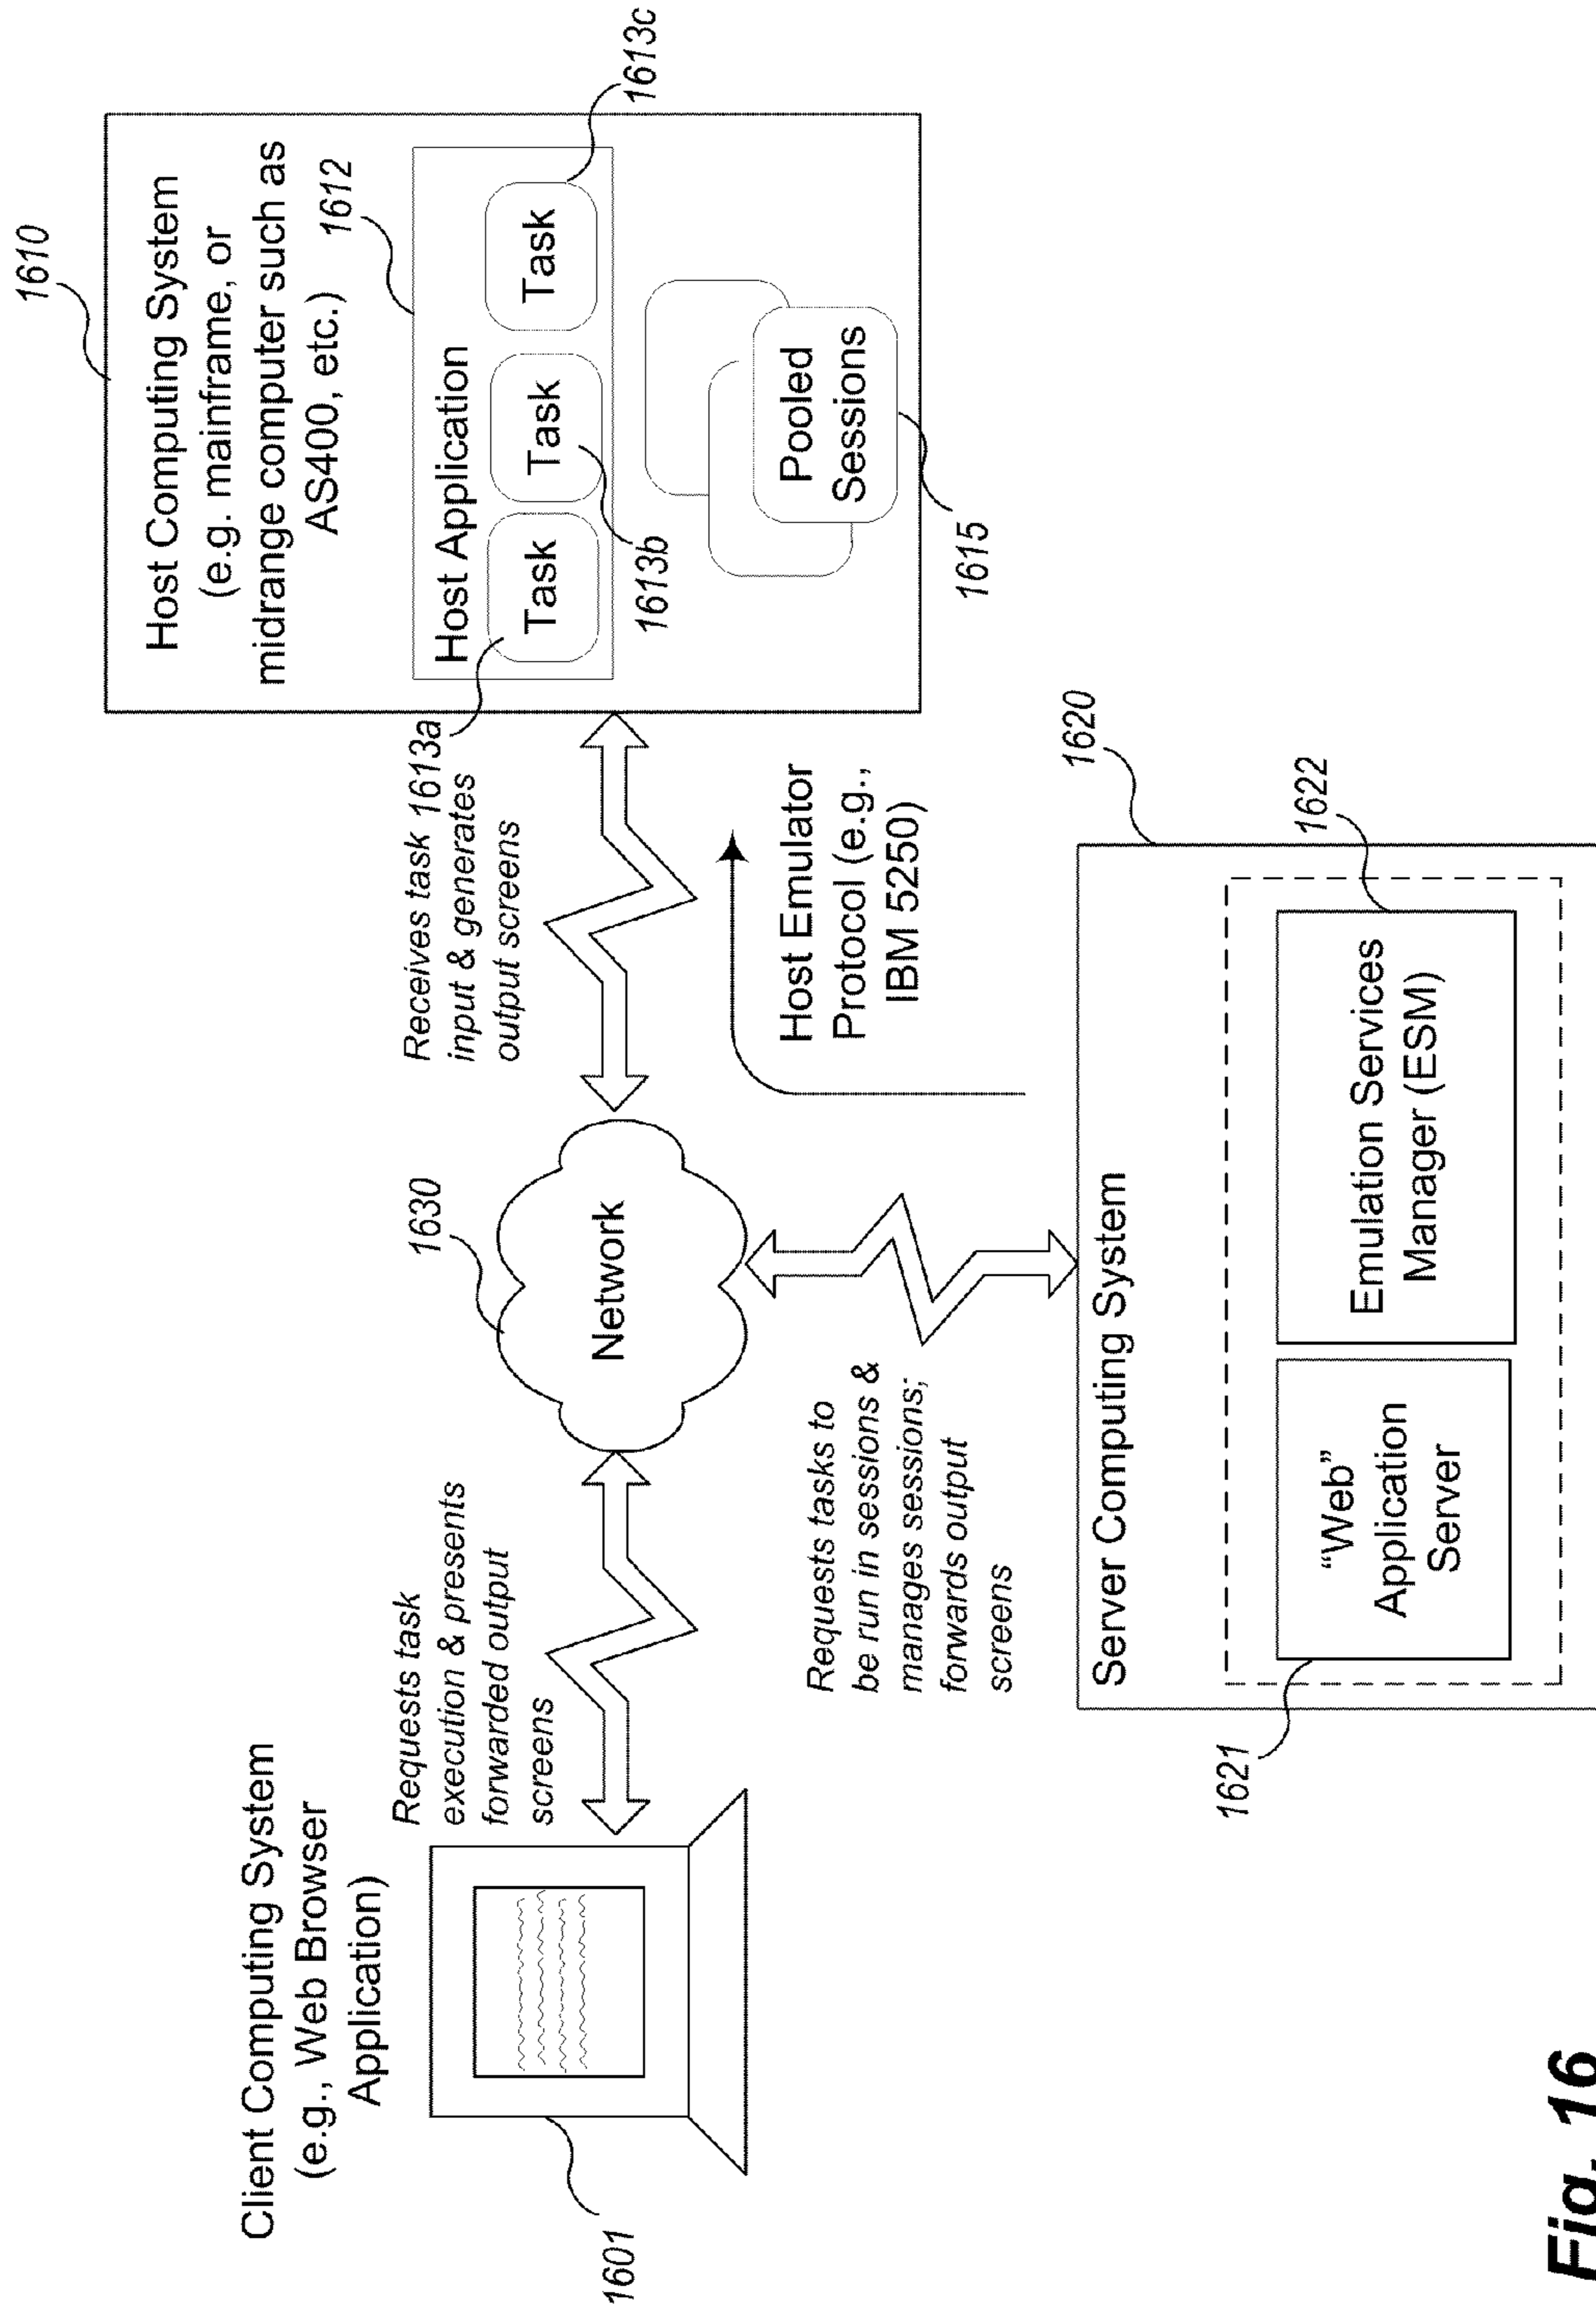 1610
Host Computing System
(e.g. mainframe, or
midrange computer such as
AS400, etc.)
1612
Host Application
Task
Task
Task
1613a
1613b
1613c
Pooled
Sessions
1615
Client Computing System
(e.g., Web Browser
Application)
1601
Requests task
execution & presents
forwarded output
screens
1630
Network
Receives task
input & generates
output screens
Host Emulator
Protocol (e.g.,
IBM 5250)
Requests tasks to
be run in sessions &
manages sessions;
forwards output
screens
1620
Server Computing System
1621
“Web”
Application
Server
1622
Emulation Services
Manager (ESM)
Fig. 16